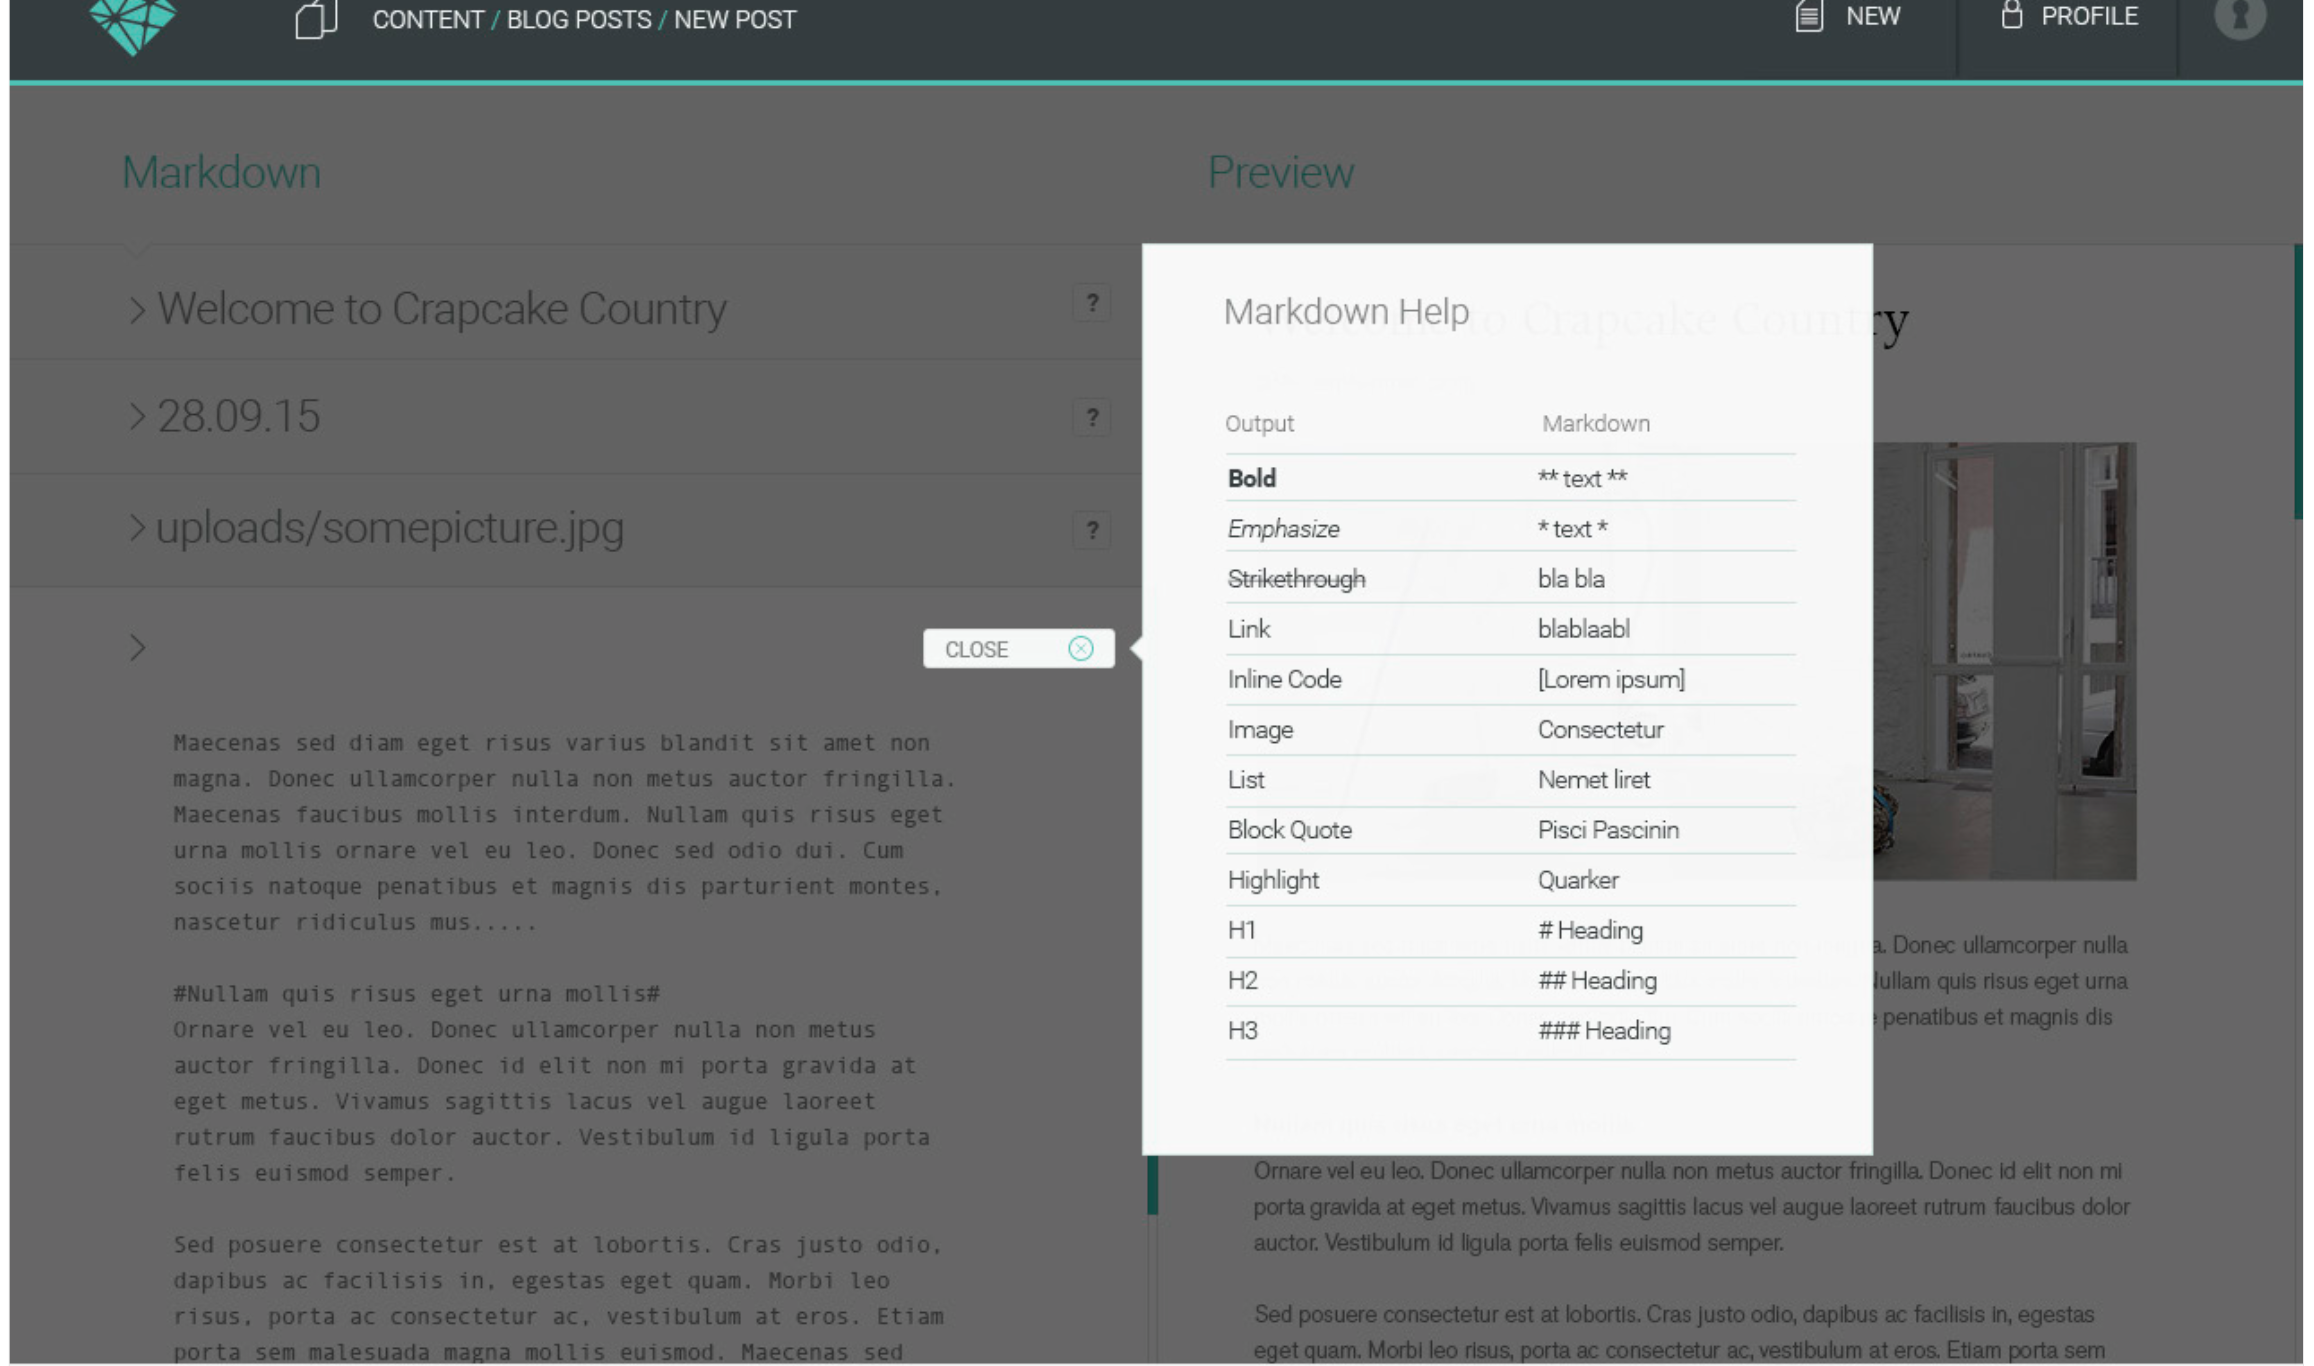 CONTENT / BLOG POSTS / NEW POST
NEW
PROFILE
Markdown
Preview
> Welcome to Crapcake Country
?
> 28.09.15
?
> uploads/somepicture.jpg
?
>
CLOSE
Maecenas sed diam eget risus varius blandit sit amet non
magna. Donec ullamcorper nulla non metus auctor fringilla.
Maecenas faucibus mollis interdum. Nullam quis risus eget
urna mollis ornare vel eu leo. Donec sed odio dui. Cum
sociis natoque penatibus et magnis dis parturient montes,
nascetur ridiculus mus.....
#Nullam quis risus eget urna mollis#
Ornare vel eu leo. Donec ullamcorper nulla non metus
auctor fringilla. Donec id elit non mi porta gravida at
eget metus. Vivamus sagittis lacus vel augue laoreet
rutrum faucibus dolor auctor. Vestibulum id ligula porta
felis euismod semper.
Sed posuere consectetur est at lobortis. Cras justo odio,
dapibus ac facilisis in, egestas eget quam. Morbi leo
risus, porta ac consectetur ac, vestibulum at eros. Etiam
porta sem malesuada magna mollis euismod. Maecenas sed
Markdown Help
to Crapcake Country
Output Markdown
Bold ** text **
Emphasize * text *
Strikethrough bla bla
Link blablaabl
Inline Code [Lorem ipsum]
Image Consectetur
List Nemet liret
Block Quote Pisci Pascinin
Highlight Quarker
H1 # Heading
H2 ## Heading
H3 ### Heading
a. Donec ullamcorper nulla
Nullam quis risus eget urna
penatibus et magnis dis
Ornare vel eu leo. Donec ullamcorper nulla non metus auctor fringilla. Donec id elit non mi
porta gravida at eget metus. Vivamus sagittis lacus vel augue laoreet rutrum faucibus dolor
auctor. Vestibulum id ligula porta felis euismod semper.
Sed posuere consectetur est at lobortis. Cras justo odio, dapibus ac facilisis in, egestas
eget quam. Morbi leo risus, porta ac consectetur ac, vestibulum at eros. Etiam porta sem